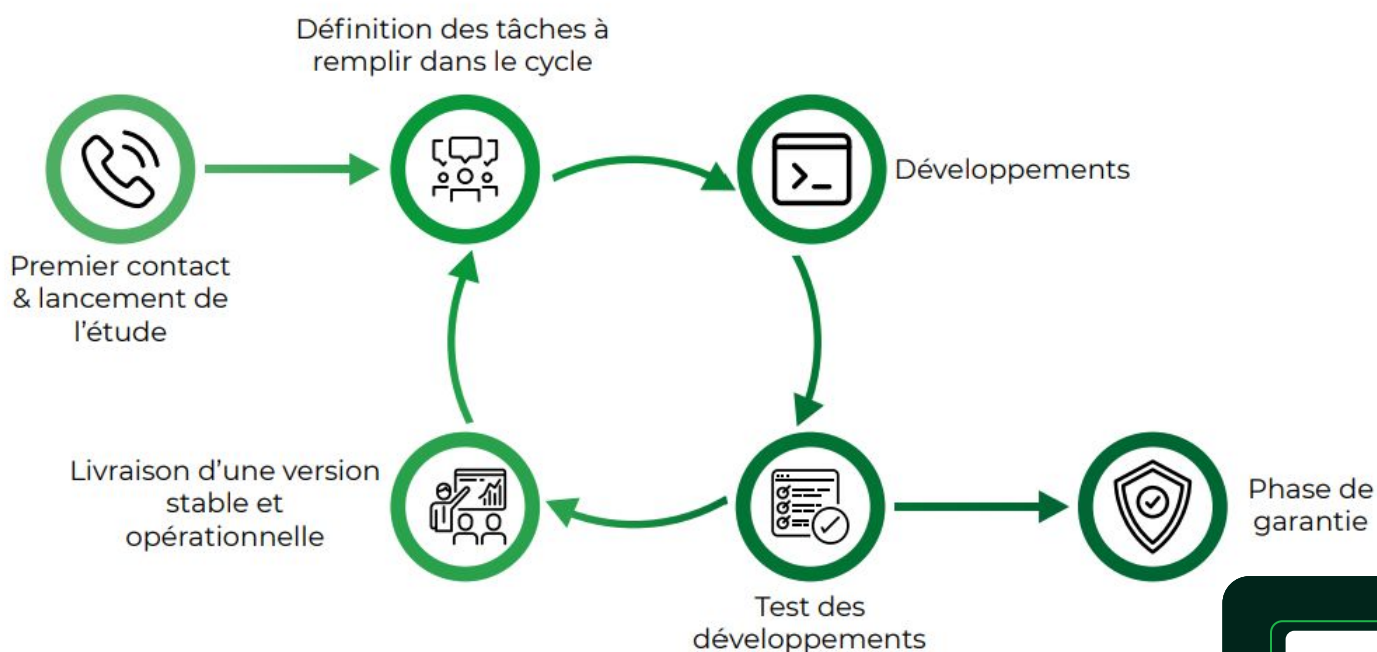 Définition des tâches à
remplir dans le cycle
Développements
Premier contact
& lancement de
l’étude
Livraison d’une version
stable et
opérationnelle
Phase de
garantie
Test des
développements